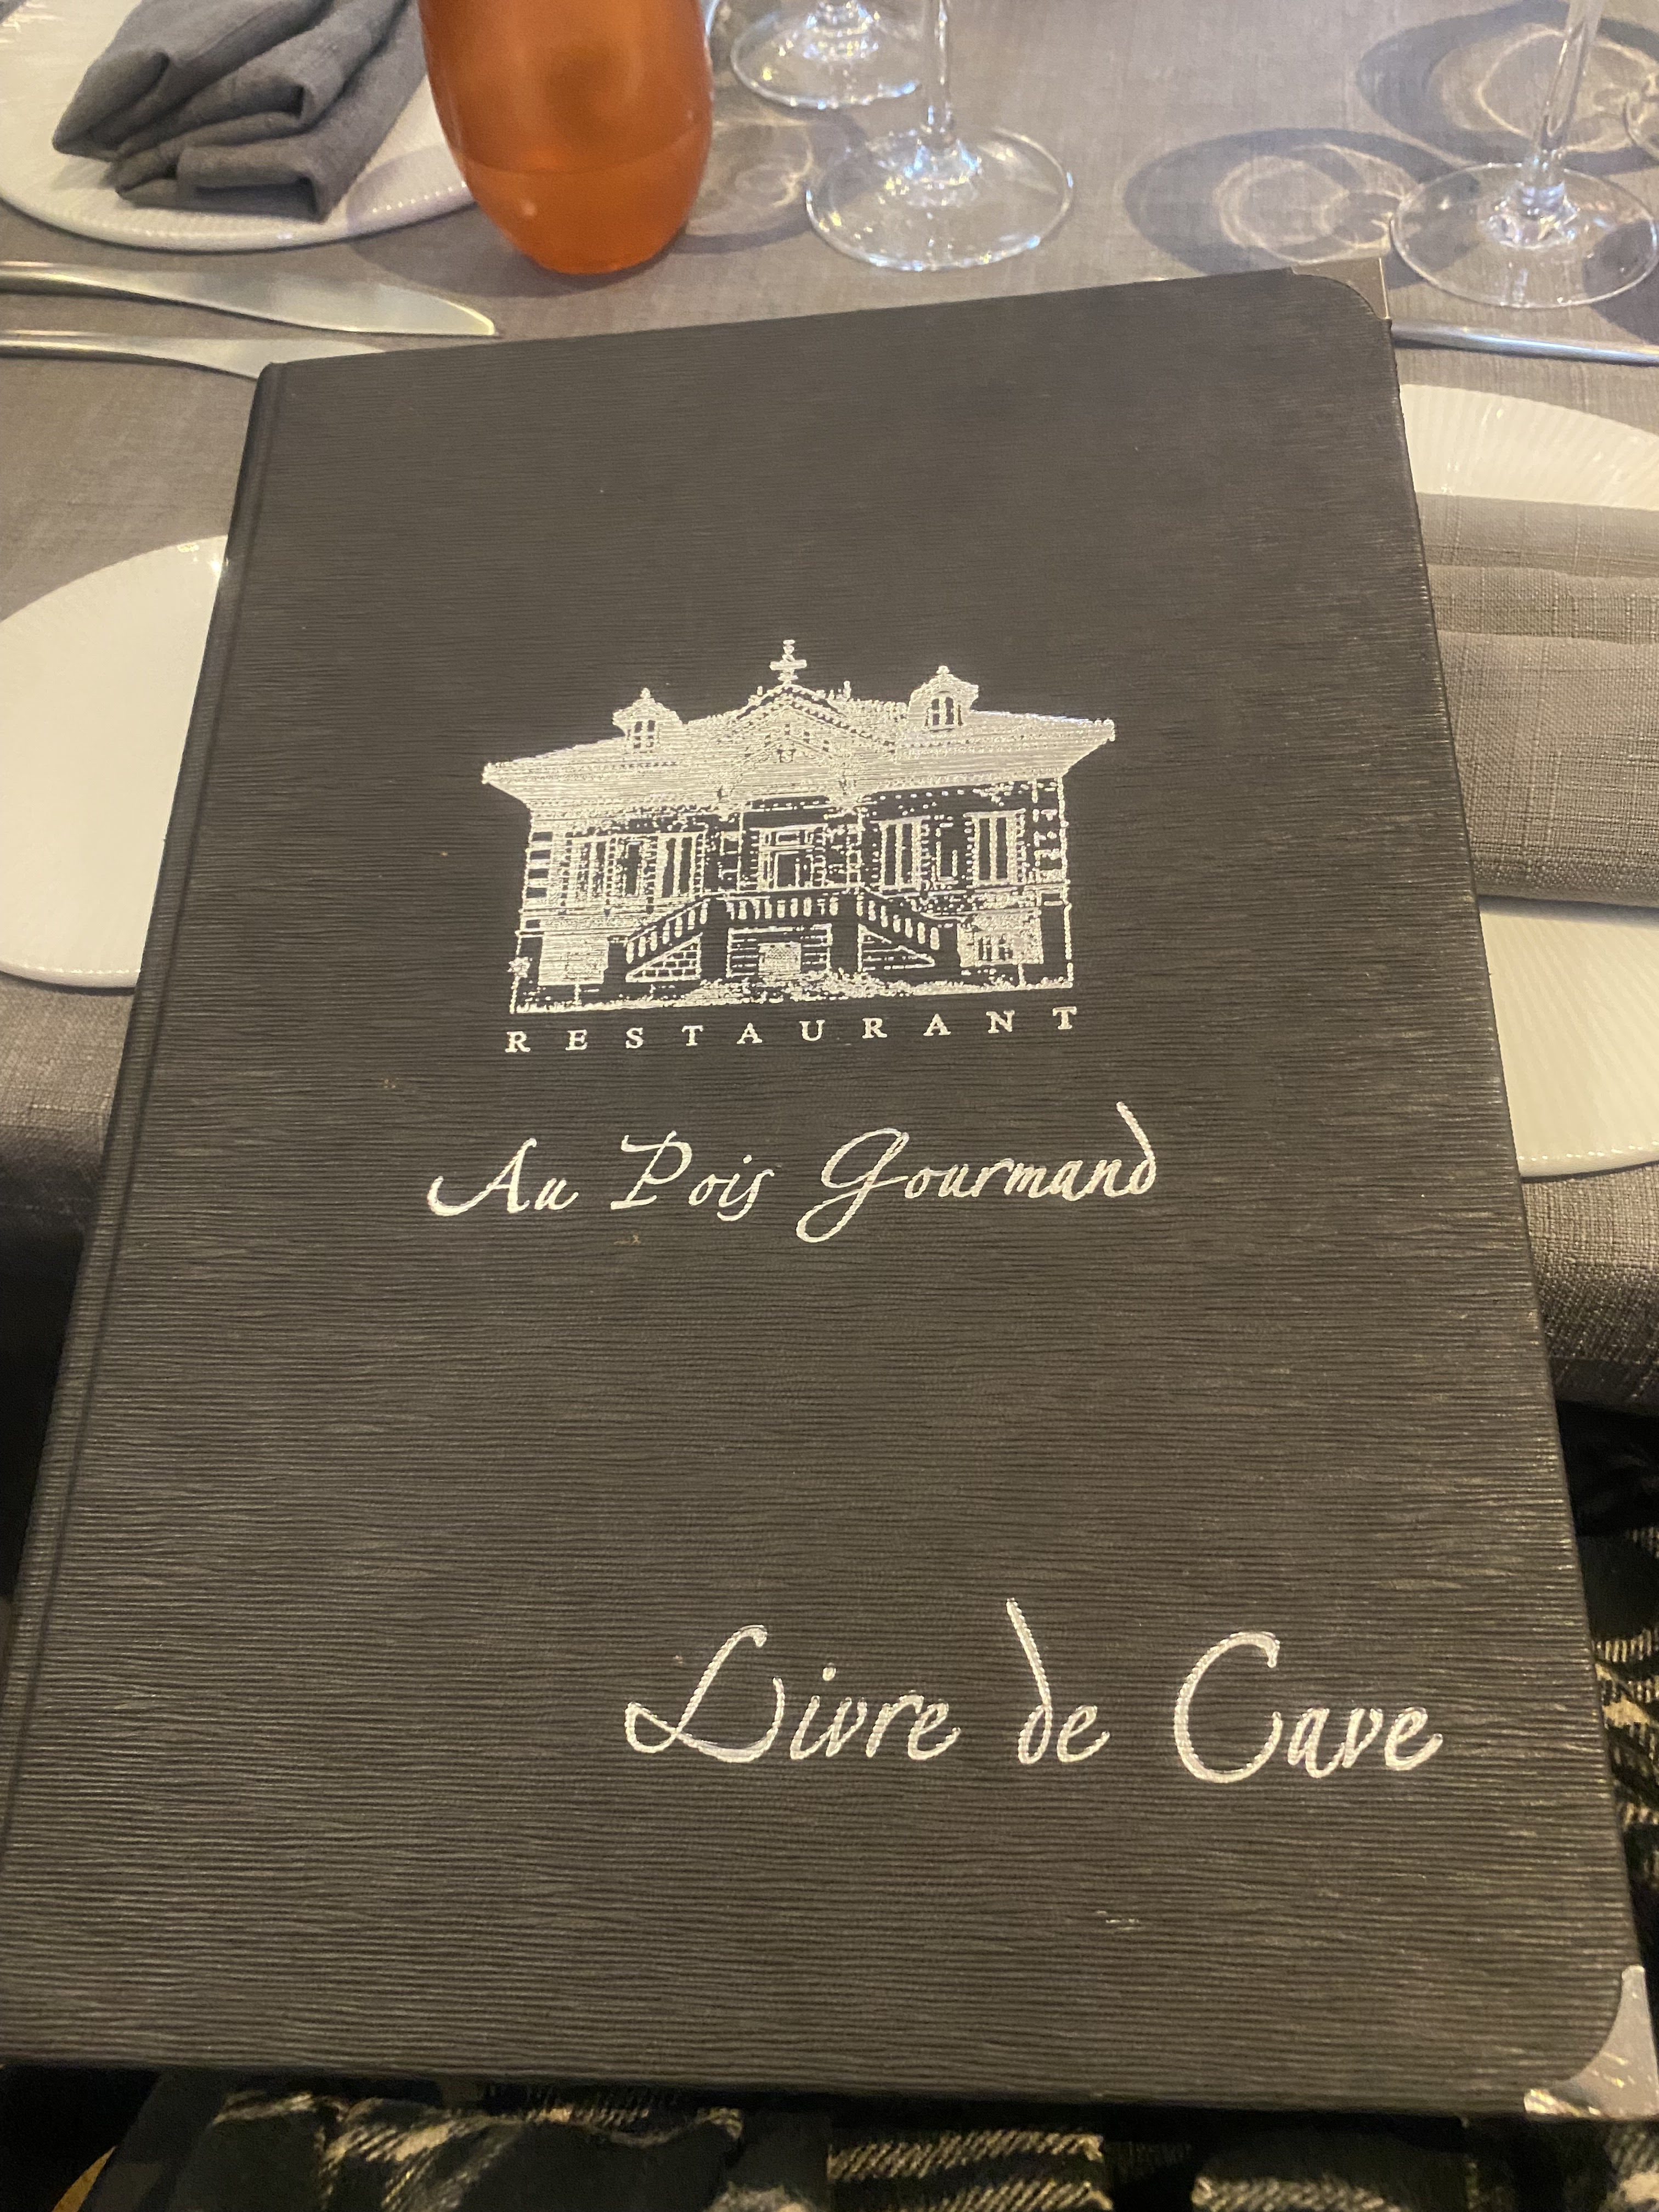 RESTAURANT
Au Pois Gourmand
Livre de Cave